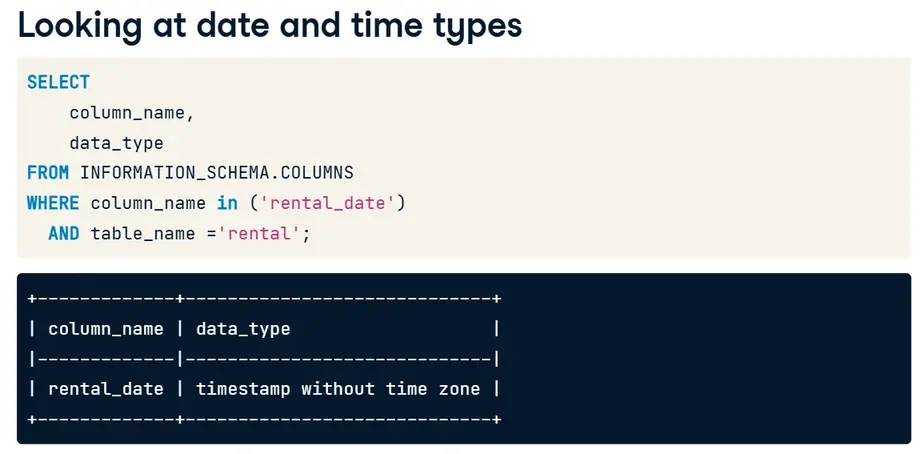 Looking at date and time types
SELECT
    column_name,
    data_type
FROM INFORMATION_SCHEMA.COLUMNS
WHERE column_name in ('rental_date')
  AND table_name ='rental';
+-------------+-----------------------------+
| column_name | data_type                   |
|-------------|-----------------------------|
| rental_date | timestamp without time zone |
+-------------+-----------------------------+